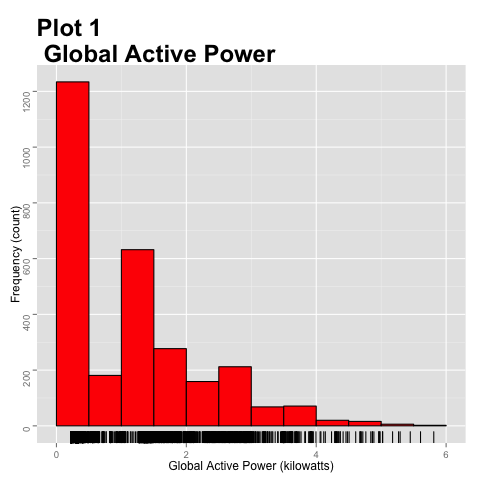 Plot 1
Global Active Power
1200
1000
800
600
400
200
0
Frequency (count)
0 2 4 6
Global Active Power (kilowatts)